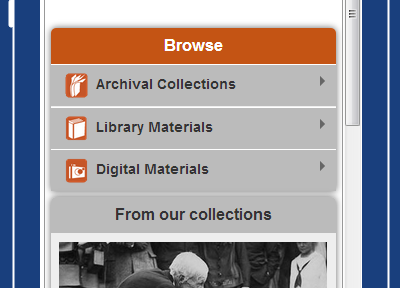 Browse
Archival Collections
Library Materials
Digital Materials
From our collections